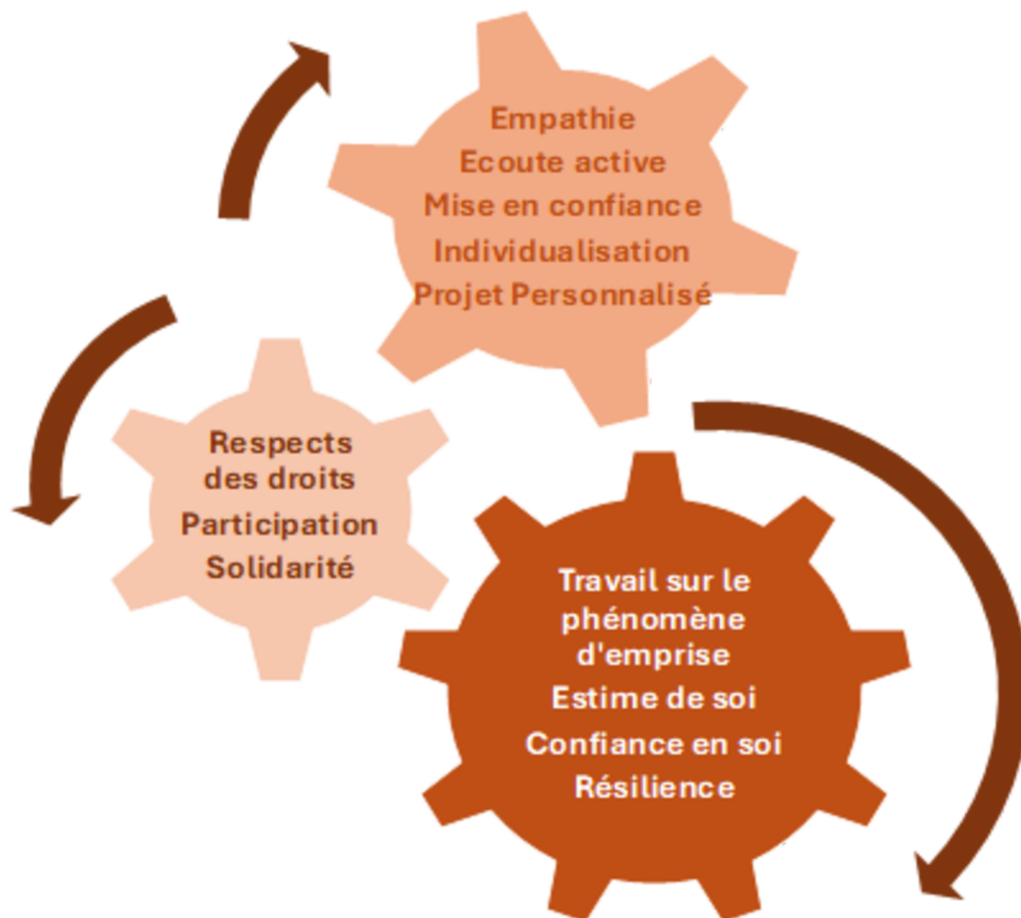 Empathie
Ecoute active
Mise en confiance
Individualisation
Projet Personnalisé
Respects
des droits
Participation
Solidarité
Travail sur le
phénomène
d'emprise
Estime de soi
Confiance en soi
Résilience